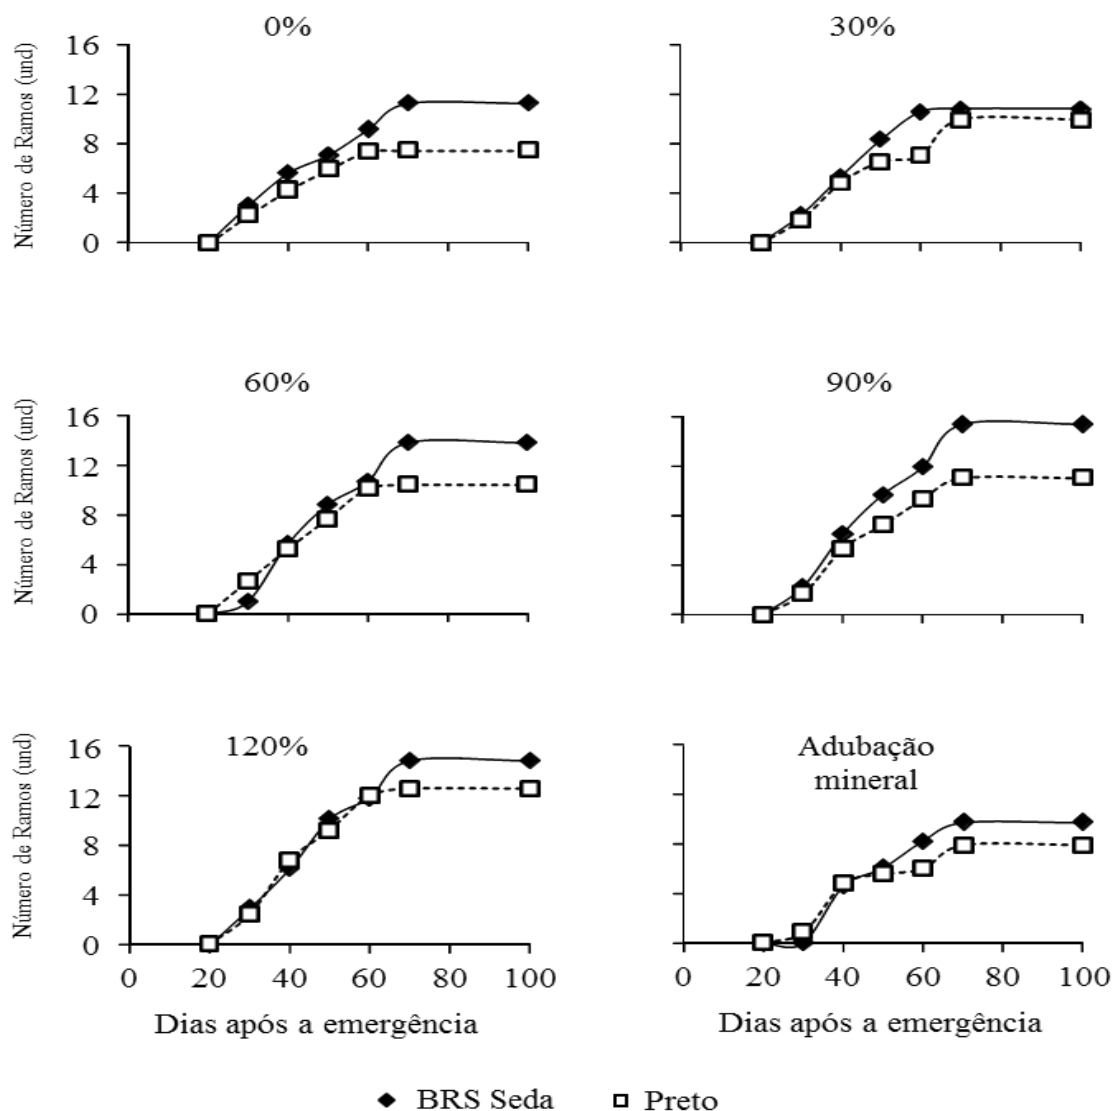 0%
30%
Número de Ramos (und)
16
12
8
4
0
60%
90%
Número de Ramos (und)
16
12
8
4
0
120%
Adubação
mineral
Número de Ramos (und)
16
12
8
4
0
0 20 40 60 80 100
0 20 40 60 80 100
Dias após a emergência
Dias após a emergência
BRS Seda Preto